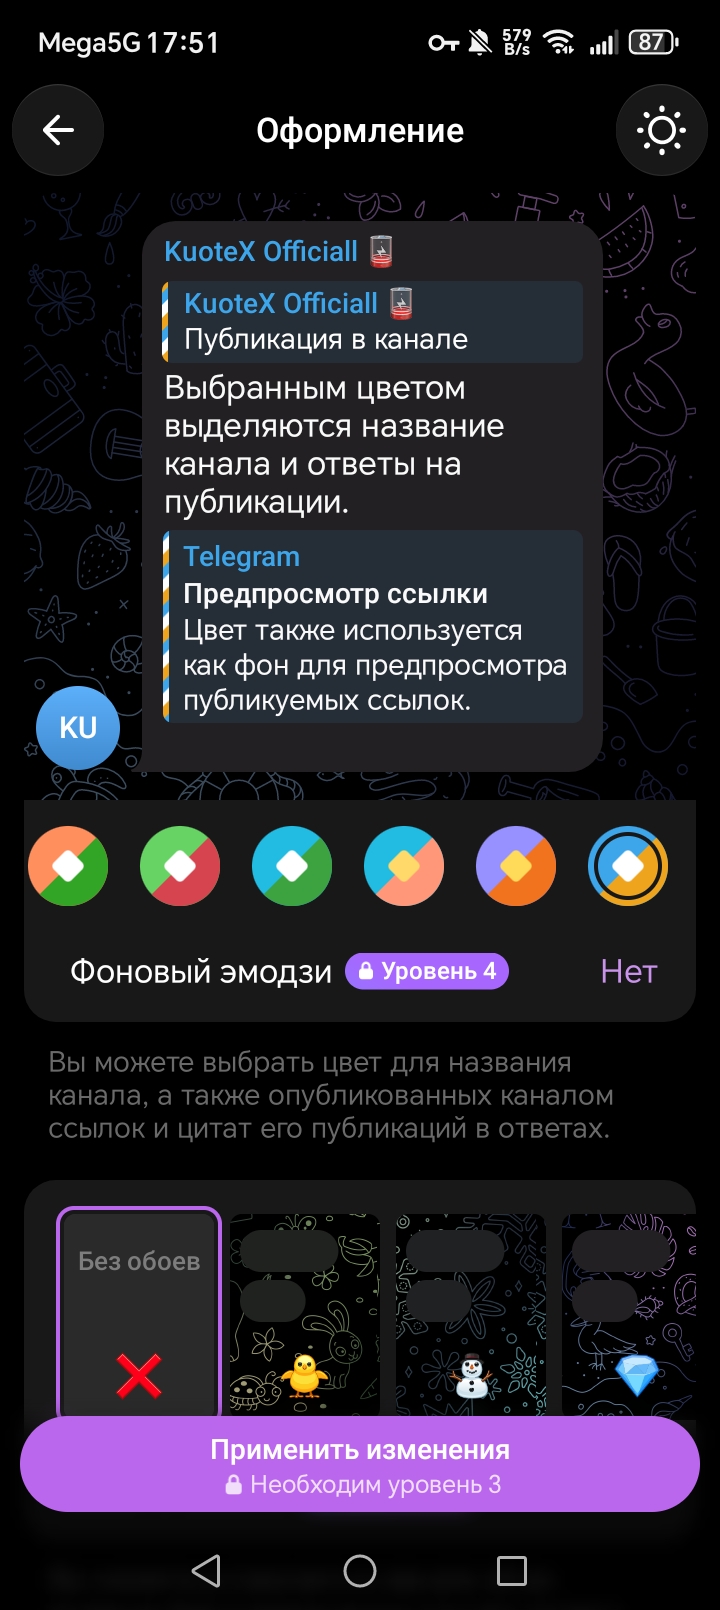 Mega5G 17:51
579 B/s
87
Оформление
KuoteX Officiall
KuoteX Officiall
Публикация в канале
Выбранным цветом
выделяются название
канала и ответы на
публикации.
Telegram
Предпросмотр ссылки
Цвет также используется
как фон для предпросмотра
публикуемых ссылок.
KU
Фоновый эмодзи Уровень 4 Нет
Вы можете выбрать цвет для названия
канала, а также опубликованных каналом
ссылок и цитат его публикаций в ответах.
Без обоев
Применить изменения
Необходим уровень 3